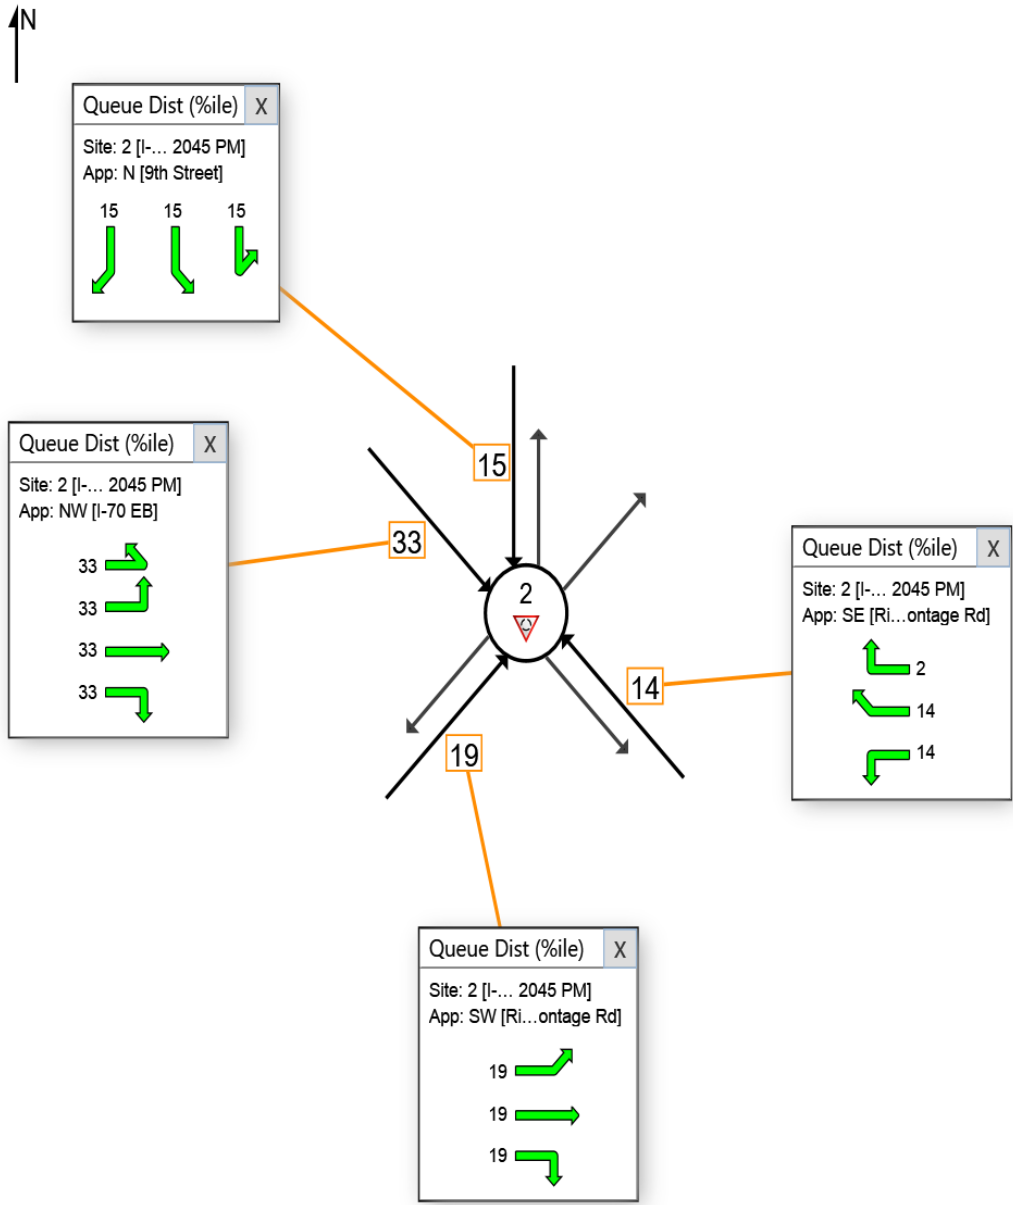 N
Queue Dist (%ile) X
Site: 2 [I-... 2045 PM]
App: N [9th Street]
15 15 15
15
Queue Dist (%ile) X
Site: 2 [I-... 2045 PM]
App: NW [I-70 EB]
33
33
33
33
33
2
Queue Dist (%ile) X
Site: 2 [I-... 2045 PM]
App: SE [Ri...ontage Rd]
2
14
14
14
19
Queue Dist (%ile) X
Site: 2 [I-... 2045 PM]
App: SW [Ri...ontage Rd]
19
19
19